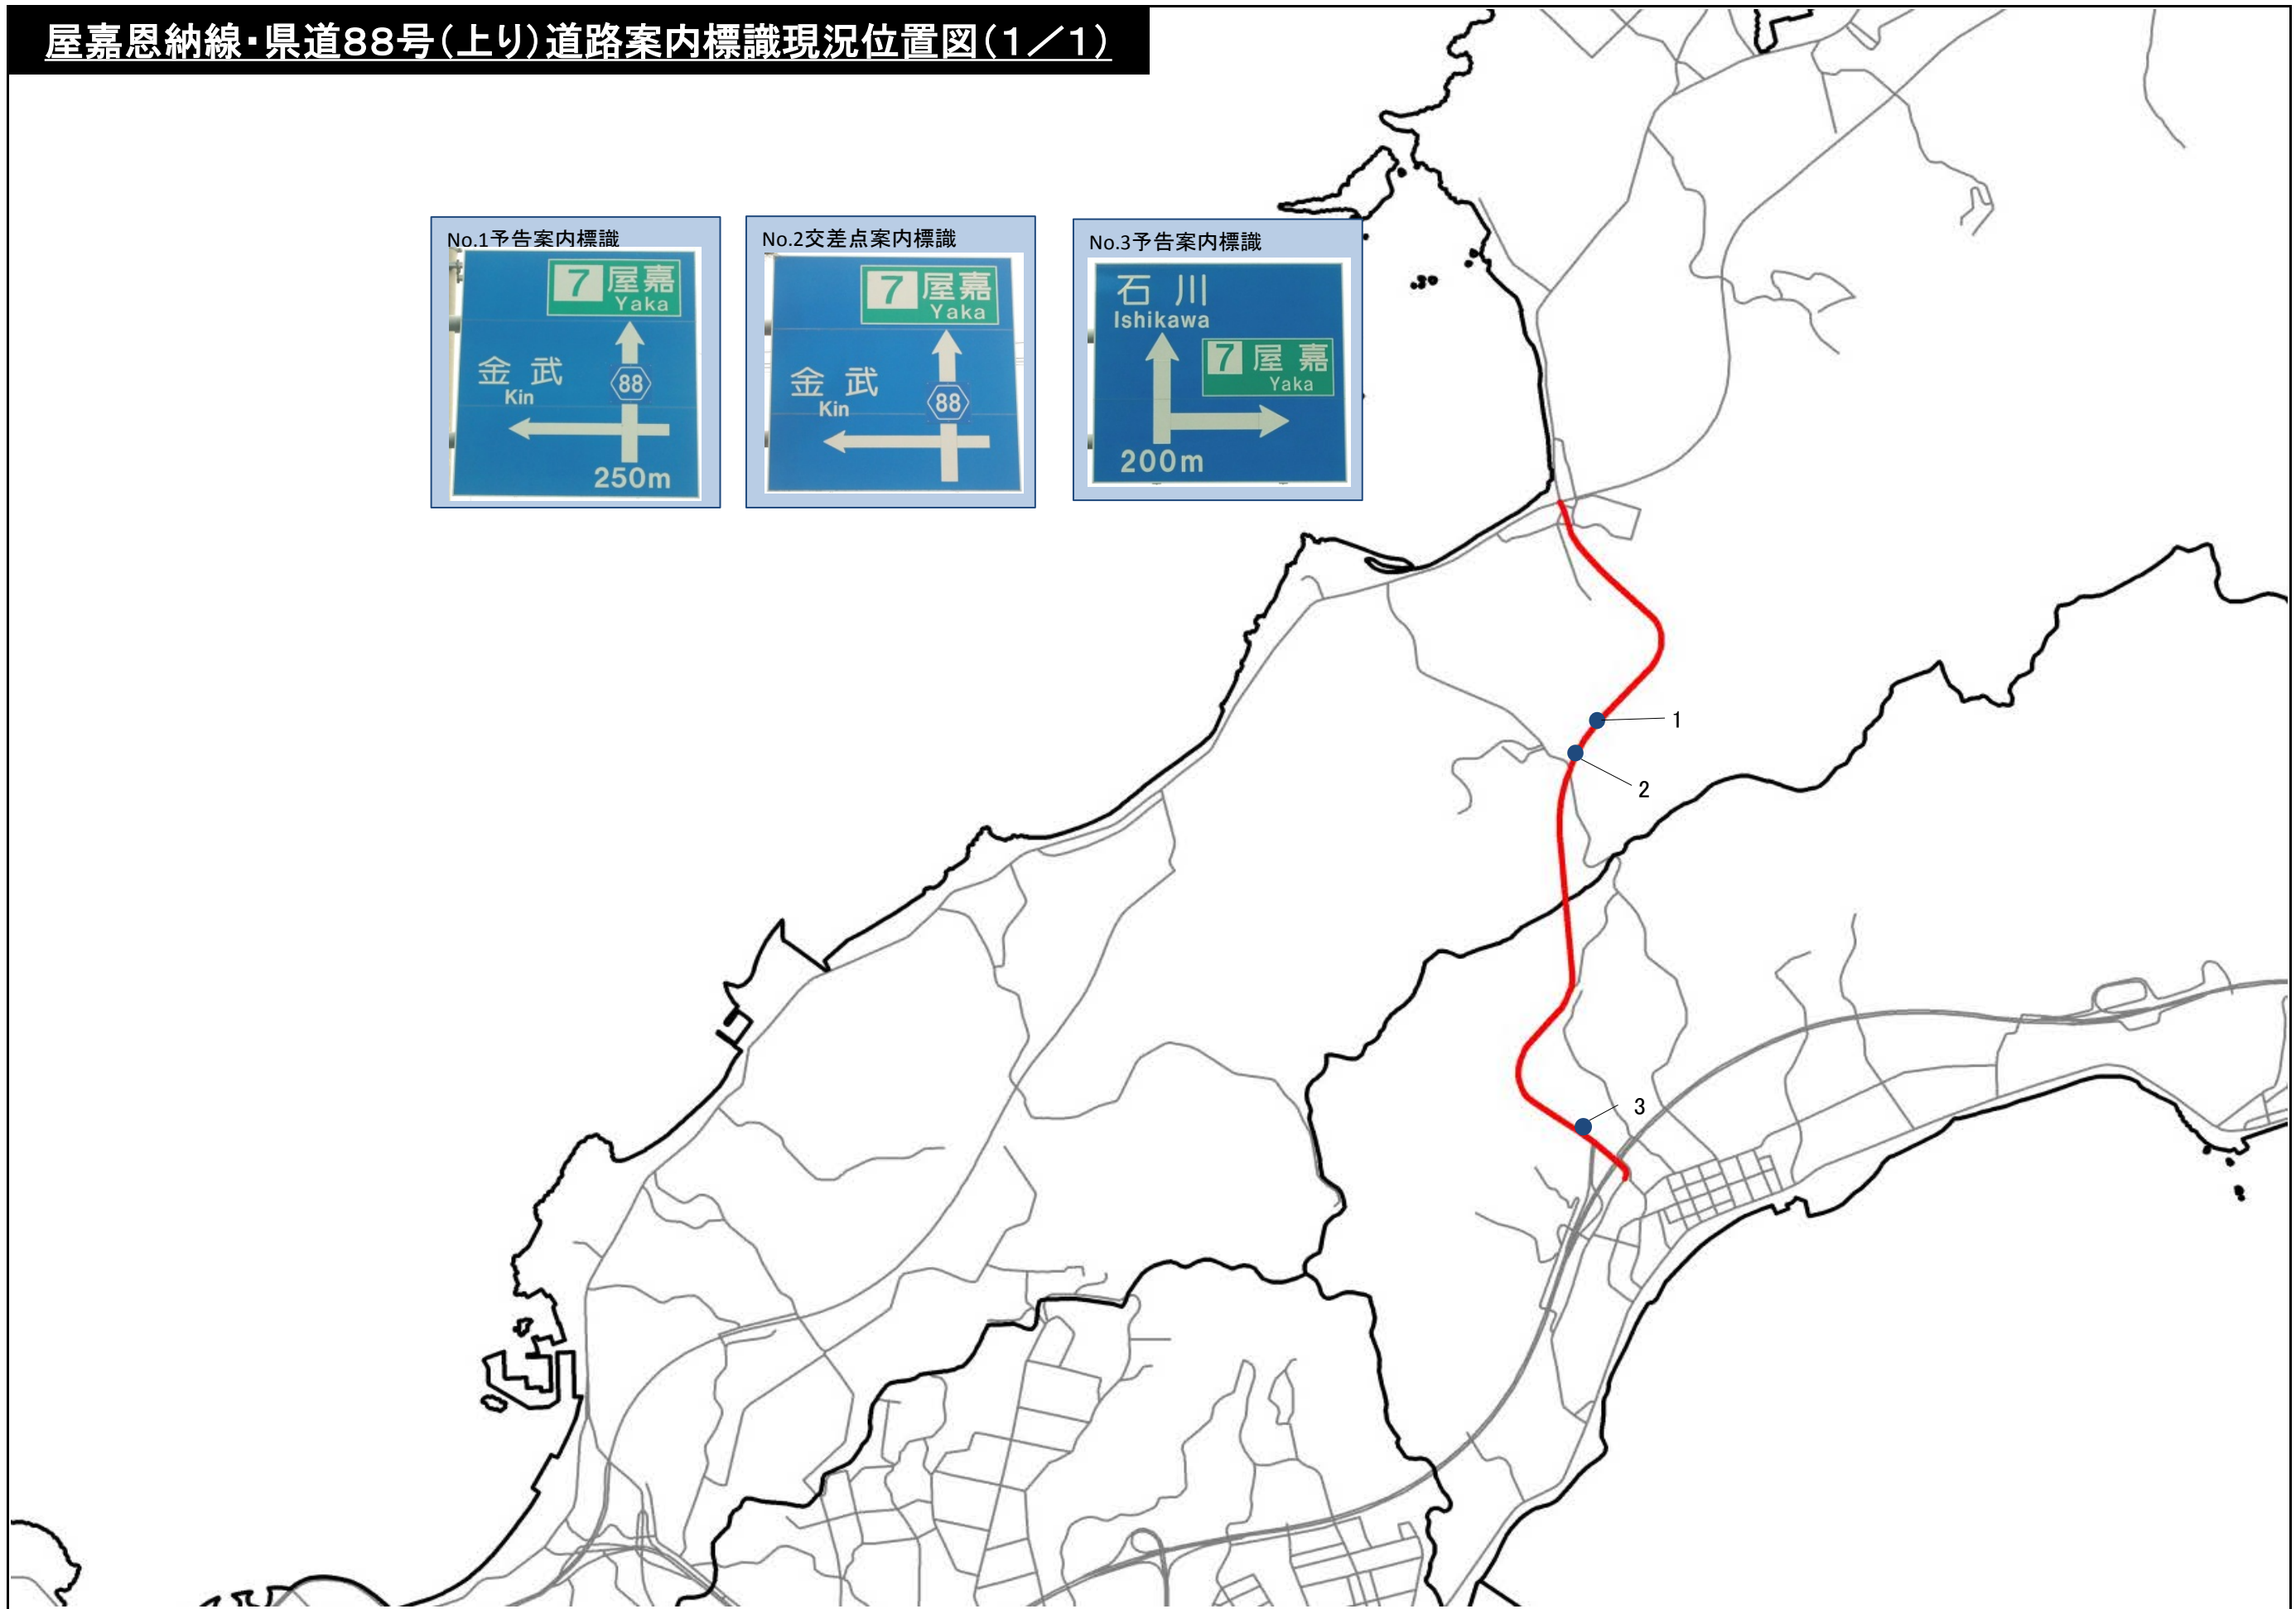 屋嘉恩納線・県道88号(上り)道路案内標識現況位置図(1／1)
No.1予告案内標識
7 屋嘉
Yaka
金武
Kin
88
250m
No.2交差点案内標識
7 屋嘉
Yaka
金武
Kin
88
No.3予告案内標識
石川
Ishikawa
7 屋嘉
Yaka
200m
1
2
3